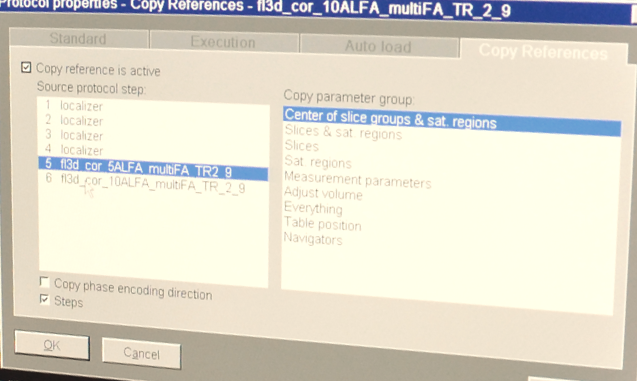 Protocol properties - Copy References - fl3d_cor_10ALFA_multiFA_TR_2_9
Standard
Execution
Auto load
Copy References
Copy reference is active
Source protocol step:
1 localizer
2 localizer
3 localizer
4 localizer
5 fl3d_cor_5ALFA_multiFA_TR2_9
6 fl3d_cor_10ALFA_multiFA_TR_2_9
Copy phase encoding direction
Steps
Copy parameter group:
Center of slice groups & sat. regions
Slices & sat. regions
Slices
Sat. regions
Measurement parameters
Adjust volume
Everything
Table position
Navigators
OK
Cancel